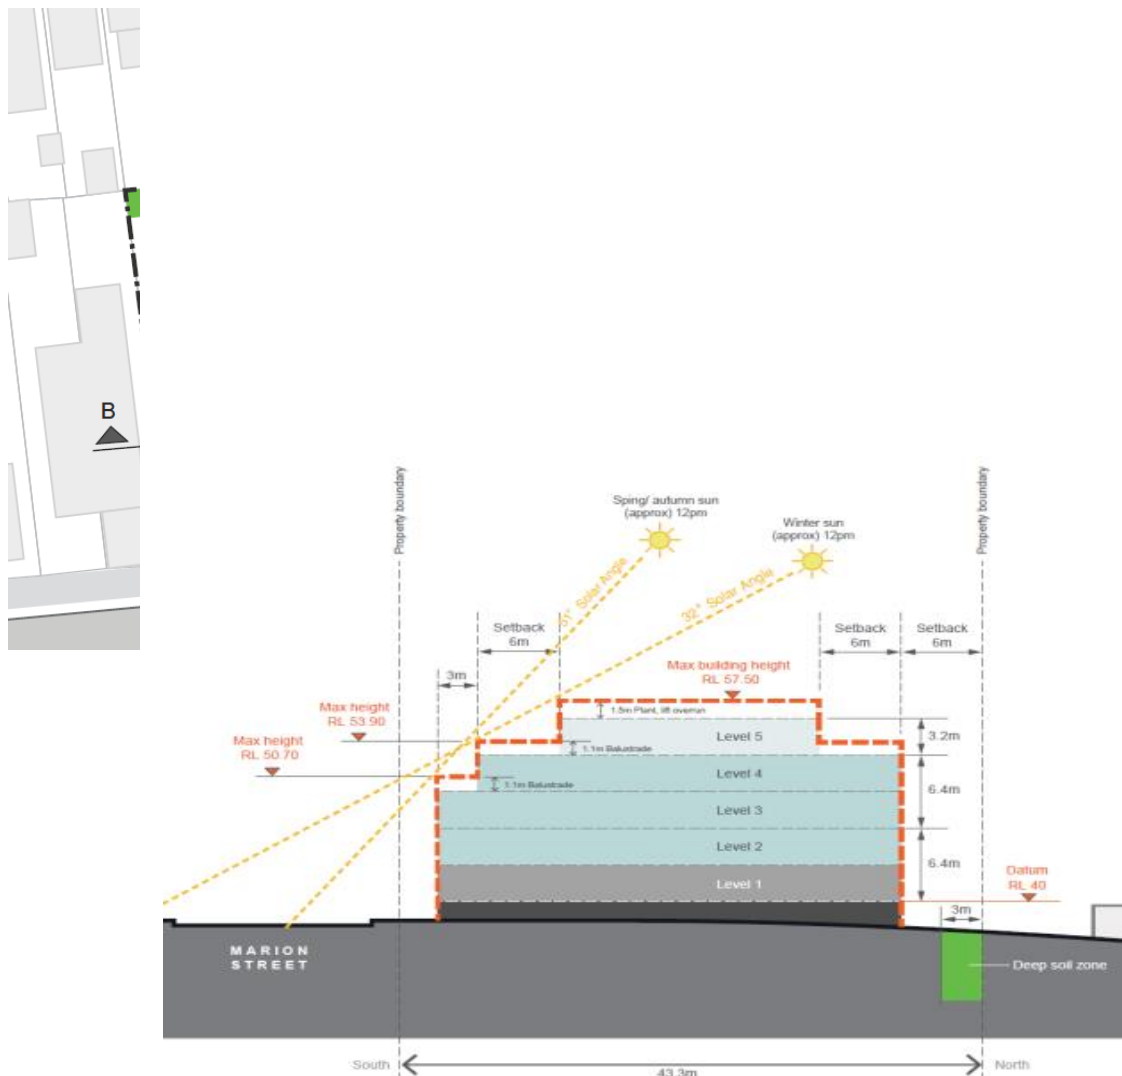 B
Property boundary
Sping/ autumn sun
(approx) 12pm
Winter sun
(approx) 12pm
Property boundary
51° Solar Angle
32° Solar Angle
Setback
6m
Setback
6m
Setback
6m
3m
Max building height
RL 57.50
Max height
RL 53.90
Max height
RL 50.70
1.5m Plant, lift overrun
Level 5
3.2m
1.1m Balustrade
Level 4
1.1m Balustrade
6.4m
Level 3
Level 2
6.4m
Level 1
Datum
RL 40
3m
MARION
STREET
Deep soil zone
South
North
43.3m